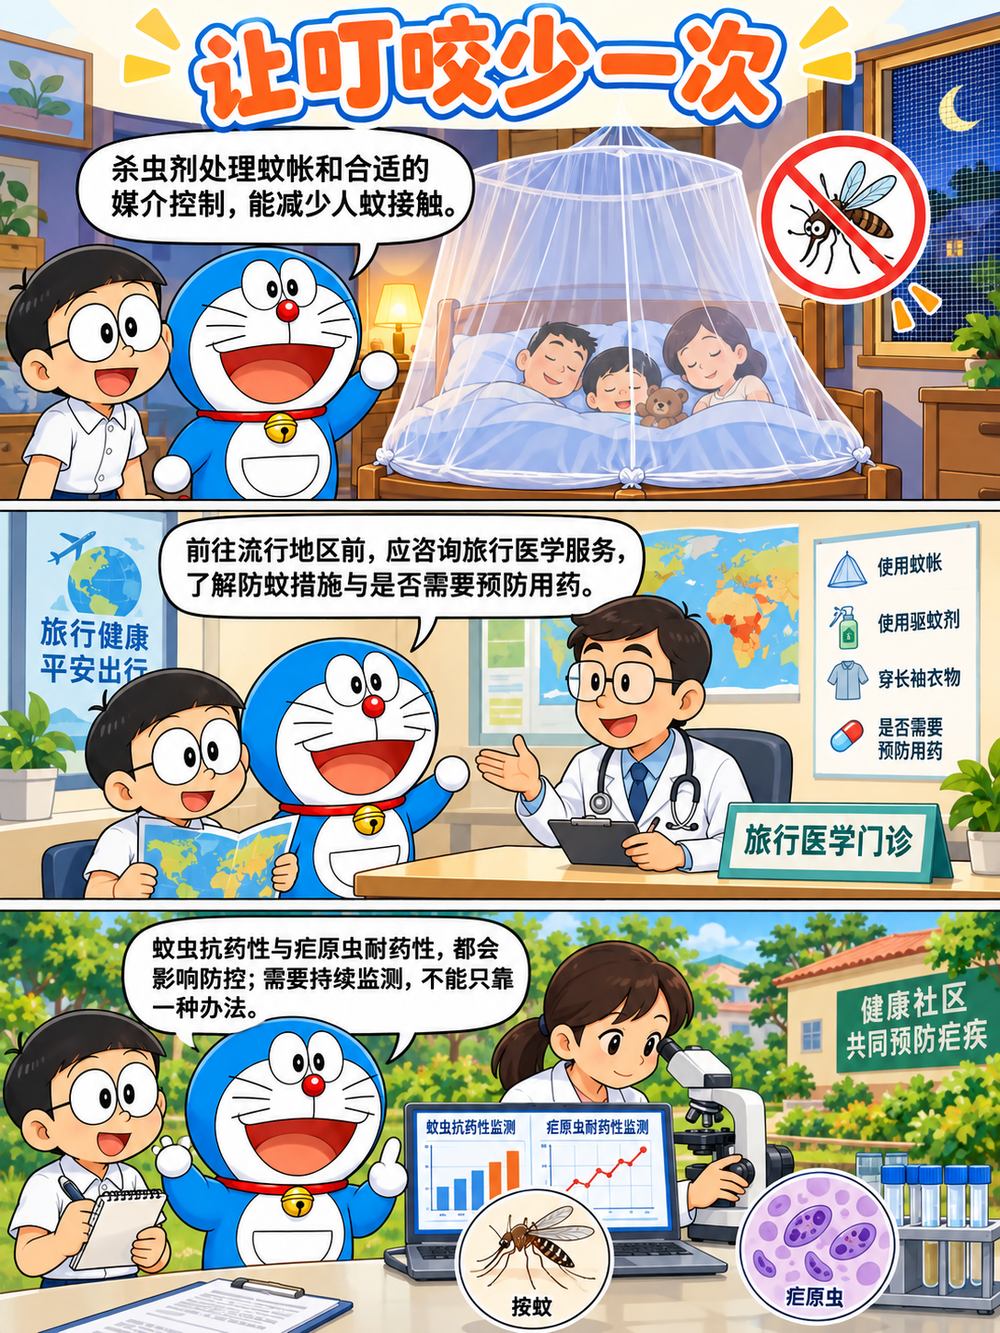 让叮咬少一次
杀虫剂处理蚊帐和合适的
媒介控制，能减少人蚊接触。
前往流行地区前，应咨询旅行医学服务，
了解防蚊措施与是否需要预防用药。
旅行健康
平安出行
使用蚊帐
使用驱蚊剂
穿长袖衣物
是否需要
预防用药
旅行医学门诊
蚊虫抗药性与疟原虫耐药性，都会
影响防控；需要持续监测，不能只靠
一种办法。
健康社区
共同预防疟疾
蚊虫抗药性监测
疟原虫耐药性监测
按蚊
疟原虫